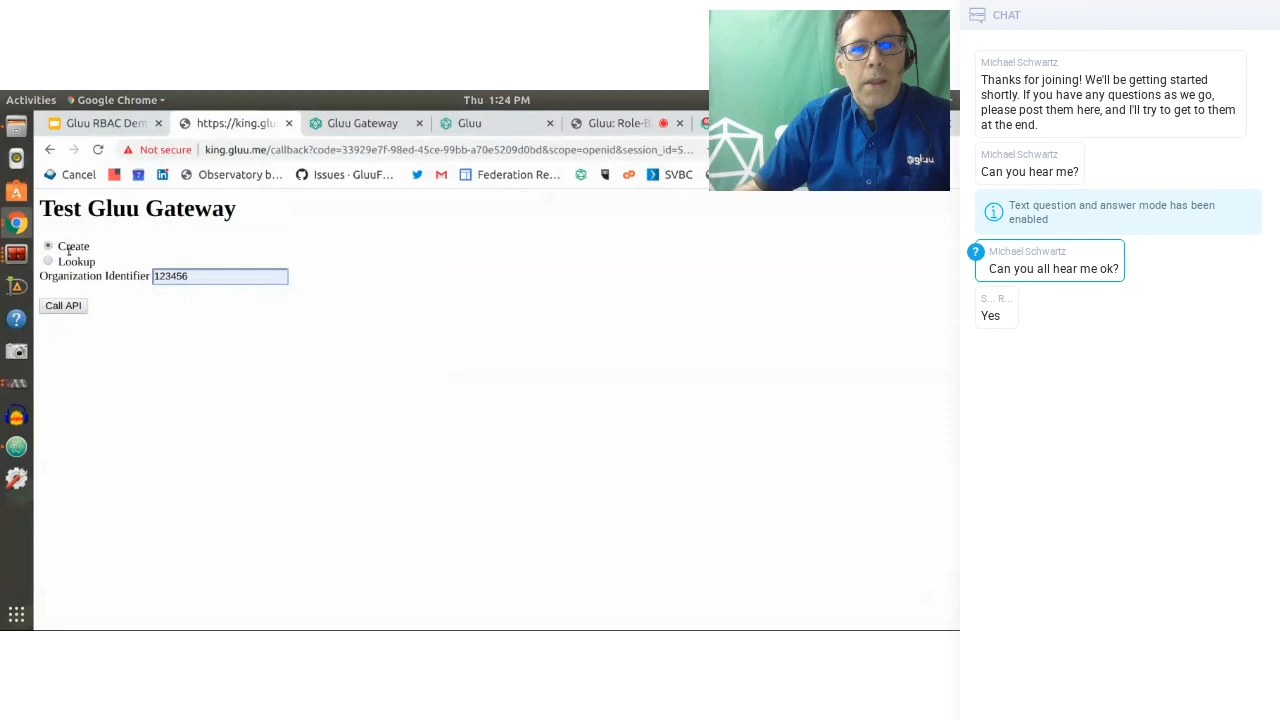 Activities Google Chrome Thu 1:24 PM
Gluu RBAC Dem https://king.glu Gluu Gateway Gluu Gluu: Role-B
Not secure king.gluu.me/callback?code=33929e7f-98ed-45ce-99bb-a70e5209d0bd&scope=openid&session_id=5...
Cancel Observatory b... Issues · GluuF... Federation Re... SVBC
@gluu
Test Gluu Gateway
Create
Lookup
Organization Identifier 123456
Call API
CHAT
Michael Schwartz
Thanks for joining! We'll be getting started
shortly. If you have any questions as we go,
please post them here, and I'll try to get to them
at the end.
Michael Schwartz
Can you hear me?
Text question and answer mode has been
enabled
Michael Schwartz
Can you all hear me ok?
S... R...
Yes